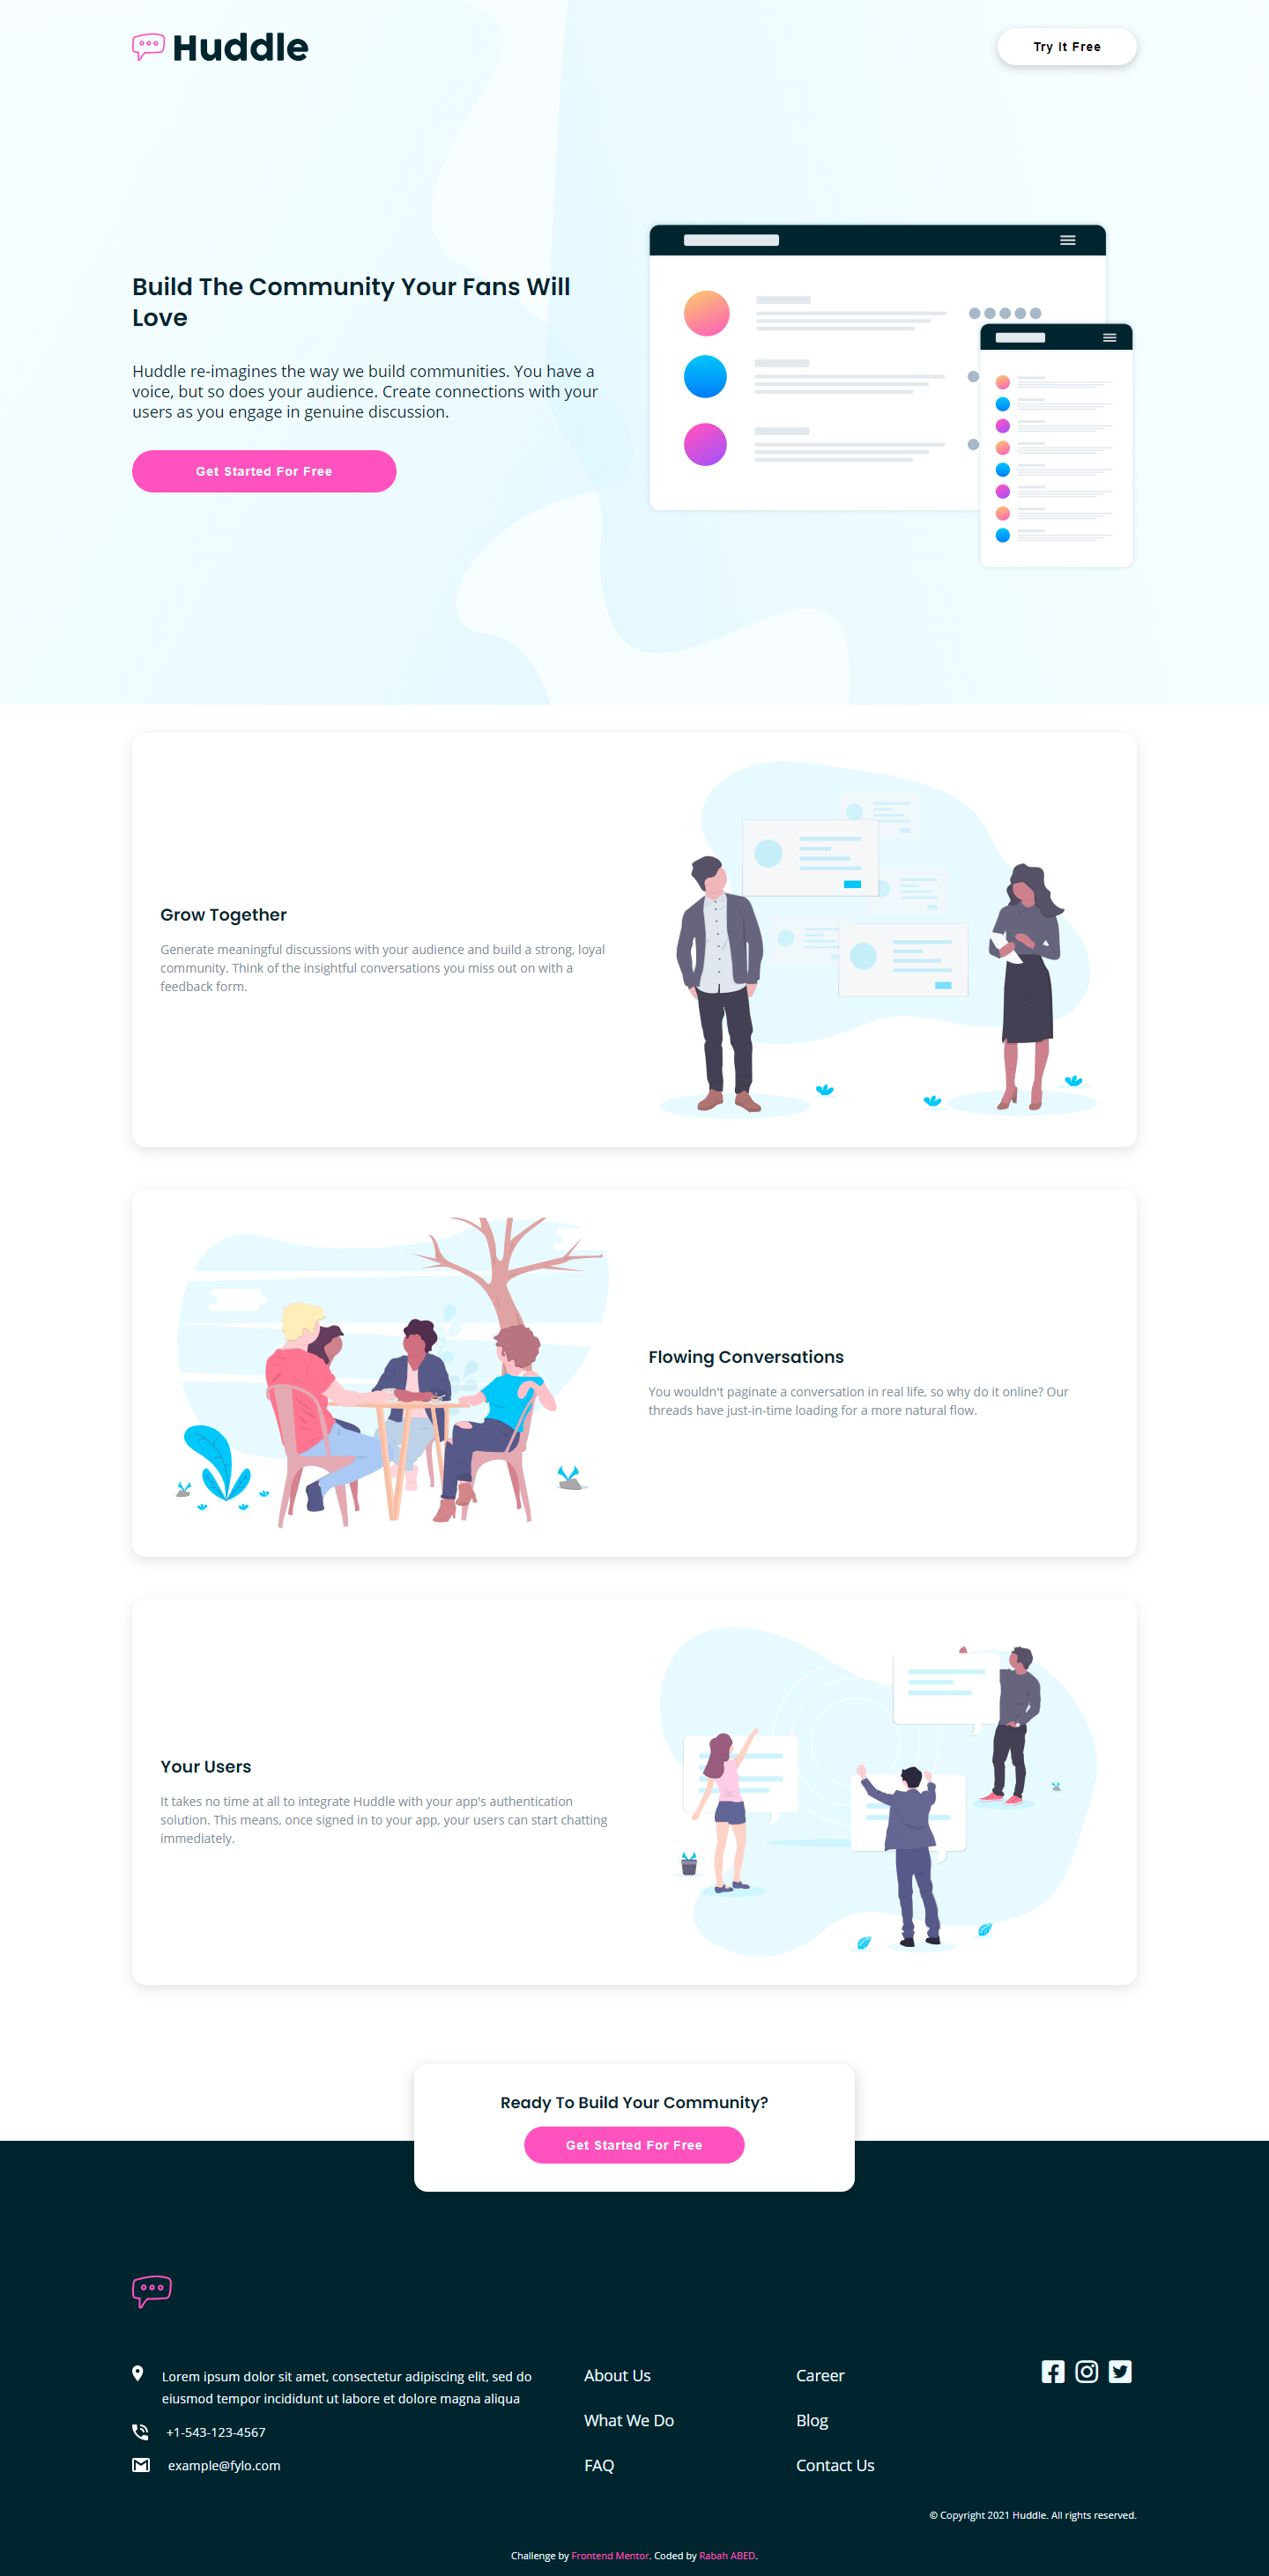 Huddle
Try It Free
Build The Community Your Fans Will
Love
Huddle re-imagines the way we build communities. You have a
voice, but so does your audience. Create connections with your
users as you engage in genuine discussion.
Get Started For Free
Grow Together
Generate meaningful discussions with your audience and build a strong, loyal
community. Think of the insightful conversations you miss out on with a
feedback form.
Flowing Conversations
You wouldn't paginate a conversation in real life, so why do it online? Our
threads have just-in-time loading for a more natural flow.
Your Users
It takes no time at all to integrate Huddle with your app's authentication
solution. This means, once signed in to your app, your users can start chatting
immediately.
Ready To Build Your Community?
Get Started For Free
Lorem ipsum dolor sit amet, consectetur adipiscing elit, sed do
eiusmod tempor incididunt ut labore et dolore magna aliqua
+1-543-123-4567
example@fylo.com
About Us
What We Do
FAQ
Career
Blog
Contact Us
© Copyright 2021 Huddle. All rights reserved.
Challenge by Frontend Mentor. Coded by Rabah ABED.